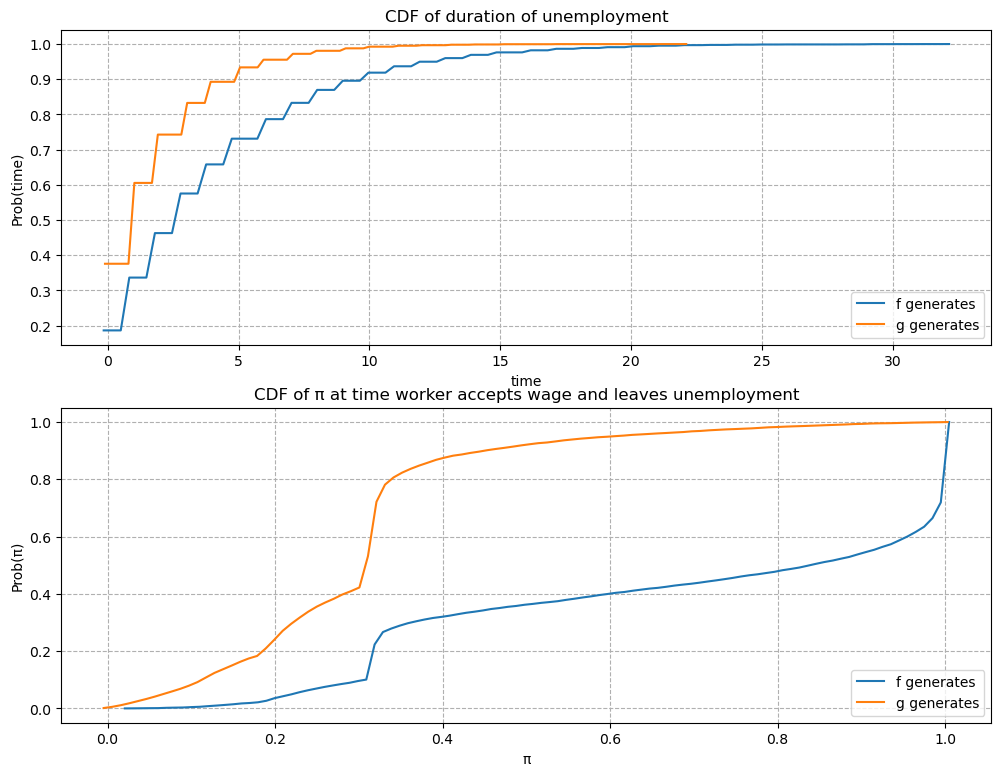 CDF of duration of unemployment
1.0
0.9
0.8
0.7
0.6
0.5
0.4
0.3
0.2
Prob(time)
f generates
g generates
0 5 10 15 20 25 30
time
CDF of π at time worker accepts wage and leaves unemployment
1.0
0.8
0.6
0.4
0.2
0.0
Prob(π)
f generates
g generates
0.0 0.2 0.4 0.6 0.8 1.0
π